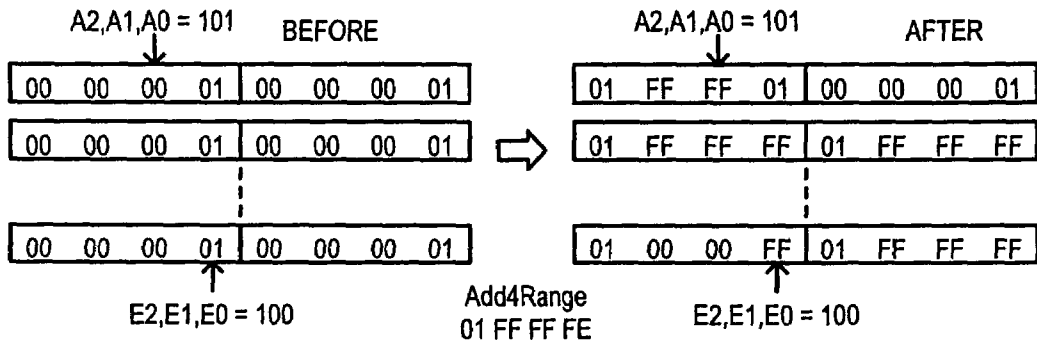 A2,A1,A0 = 101 BEFORE A2,A1,A0 = 101 AFTER
00 00 00 01 00 00 00 01 01 FF FF 01 00 00 00 01
00 00 00 01 00 00 00 01 01 FF FF FF 01 FF FF FF
00 00 00 01 00 00 00 01 01 00 00 FF 01 FF FF FF
E2,E1,E0 = 100 Add4Range E2,E1,E0 = 100
01 FF FF FE